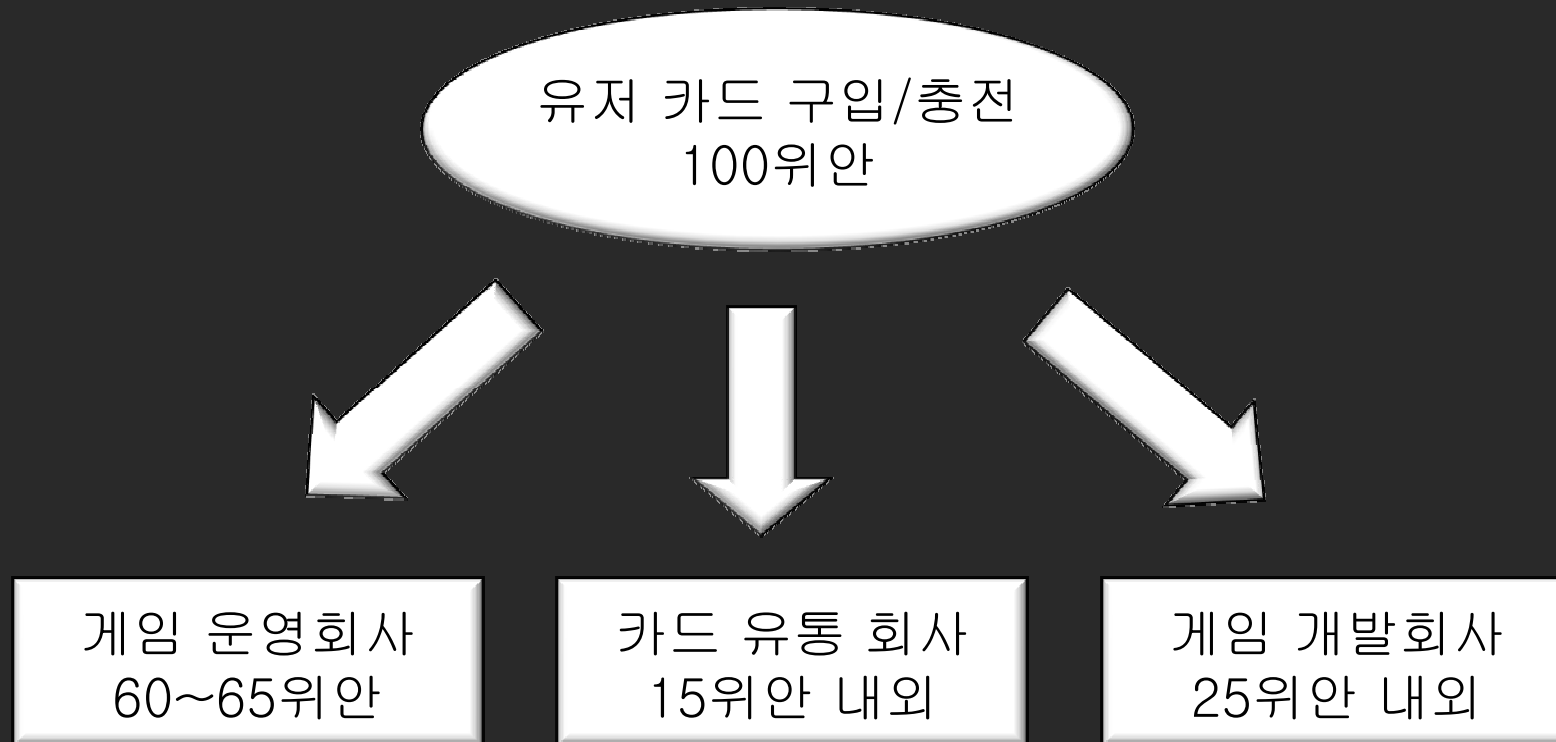 유저 카드 구입/충전
100위안
게임 운영회사
60~65위안
카드 유통 회사
15위안 내외
게임 개발회사
25위안 내외